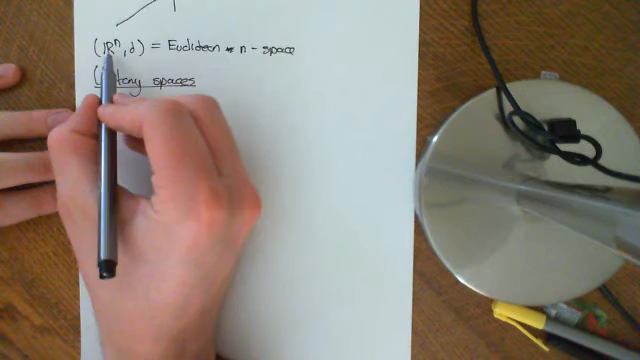 (ℝⁿ, d) = Euclidean n - space
spaces